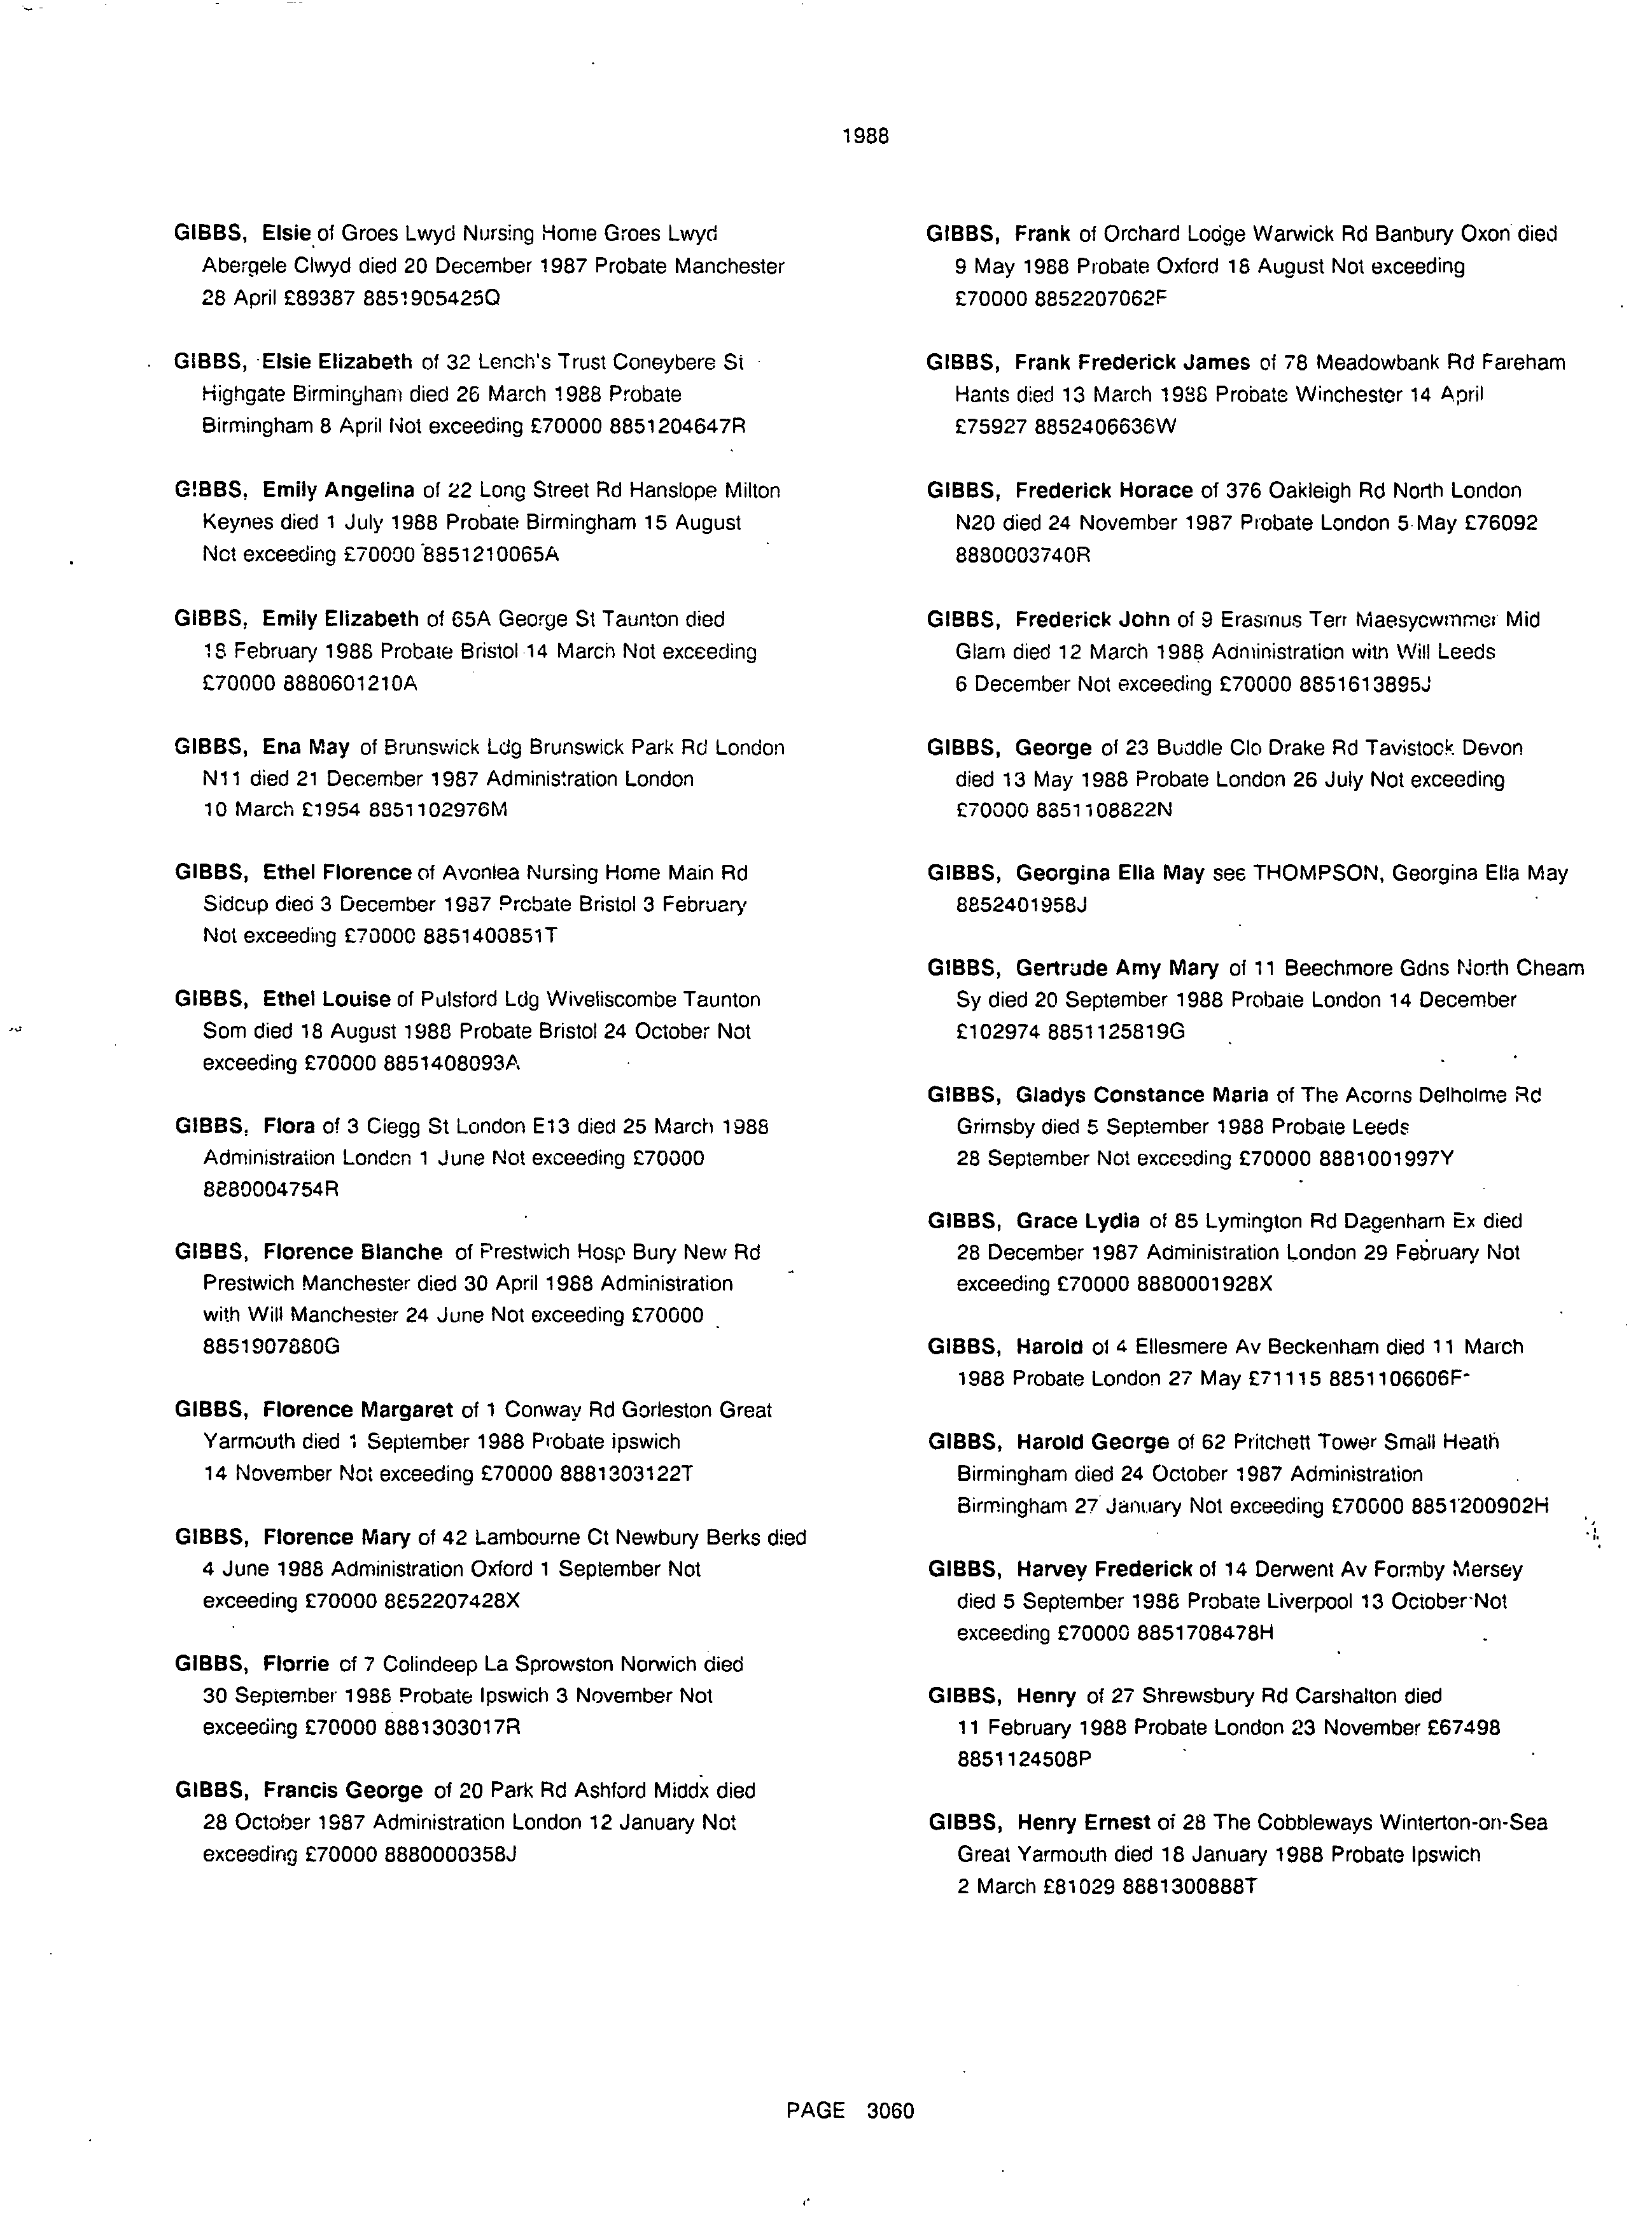 1988
GIBBS, Elsie of Groes Lwyd Nursing Home Groes Lwyd
Abergele Clwyd died 20 December 1987 Probate Manchester
28 April £89387 8851905425Q
GIBBS, Elsie Elizabeth of 32 Lench's Trust Coneybere St
Highgate Birmingham died 26 March 1988 Probate
Birmingham 8 April Not exceeding £70000 8851204647R
GIBBS, Emily Angelina of 22 Long Street Rd Hanslope Milton
Keynes died 1 July 1988 Probate Birmingham 15 August
Not exceeding £70000 8851210065A
GIBBS, Emily Elizabeth of 65A George St Taunton died
18 February 1988 Probate Bristol 14 March Not exceeding
£70000 8880601210A
GIBBS, Ena May of Brunswick Ldg Brunswick Park Rd London
N11 died 21 December 1987 Administration London
10 March £1954 8851102976M
GIBBS, Ethel Florence of Avonlea Nursing Home Main Rd
Sidcup died 3 December 1987 Probate Bristol 3 February
Not exceeding £70000 8851400851T
GIBBS, Ethel Louise of Pulsford Ldg Wiveliscombe Taunton
Som died 18 August 1988 Probate Bristol 24 October Not
exceeding £70000 8851408093A
GIBBS, Flora of 3 Clegg St London E13 died 25 March 1988
Administration London 1 June Not exceeding £70000
8880004754R
GIBBS, Florence Blanche of Prestwich Hosp Bury New Rd
Prestwich Manchester died 30 April 1988 Administration
with Will Manchester 24 June Not exceeding £70000
8851907880G
GIBBS, Florence Margaret of 1 Conway Rd Gorleston Great
Yarmouth died 1 September 1988 Probate Ipswich
14 November Not exceeding £70000 8881303122T
GIBBS, Florence Mary of 42 Lambourne Ct Newbury Berks died
4 June 1988 Administration Oxford 1 September Not
exceeding £70000 8852207428X
GIBBS, Florrie of 7 Colindeep La Sprowston Norwich died
30 September 1988 Probate Ipswich 3 November Not
exceeding £70000 8881303017R
GIBBS, Francis George of 20 Park Rd Ashford Middx died
28 October 1987 Administration London 12 January Not
exceeding £70000 8880000358J
GIBBS, Frank of Orchard Lodge Warwick Rd Banbury Oxon died
9 May 1988 Probate Oxford 18 August Not exceeding
£70000 8852207062F
GIBBS, Frank Frederick James of 78 Meadowbank Rd Fareham
Hants died 13 March 1988 Probate Winchester 14 April
£75927 8852406636W
GIBBS, Frederick Horace of 376 Oakleigh Rd North London
N20 died 24 November 1987 Probate London 5 May £76092
8880003740R
GIBBS, Frederick John of 9 Erasmus Terr Maesycwmmer Mid
Glam died 12 March 1988 Administration with Will Leeds
6 December Not exceeding £70000 8851613895J
GIBBS, George of 23 Buddle Clo Drake Rd Tavistock Devon
died 13 May 1988 Probate London 26 July Not exceeding
£70000 8851108822N
GIBBS, Georgina Ella May see THOMPSON, Georgina Ella May
8852401958J
GIBBS, Gertrude Amy Mary of 11 Beechmore Gdns North Cheam
Sy died 20 September 1988 Probate London 14 December
£102974 8851125819G
GIBBS, Gladys Constance Maria of The Acorns Delholme Rd
Grimsby died 5 September 1988 Probate Leeds
28 September Not exceeding £70000 8881001997Y
GIBBS, Grace Lydia of 85 Lymington Rd Dagenham Ex died
28 December 1987 Administration London 29 February Not
exceeding £70000 8880001928X
GIBBS, Harold of 4 Ellesmere Av Beckenham died 11 March
1988 Probate London 27 May £71115 8851106606F
GIBBS, Harold George of 62 Pritchett Tower Small Heath
Birmingham died 24 October 1987 Administration
Birmingham 27 January Not exceeding £70000 8851200902H
GIBBS, Harvey Frederick of 14 Derwent Av Formby Mersey
died 5 September 1988 Probate Liverpool 13 October Not
exceeding £70000 8851708478H
GIBBS, Henry of 27 Shrewsbury Rd Carshalton died
11 February 1988 Probate London 23 November £67498
8851124508P
GIBBS, Henry Ernest of 28 The Cobbleways Winterton-on-Sea
Great Yarmouth died 18 January 1988 Probate Ipswich
2 March £81029 8881300888T
PAGE 3060